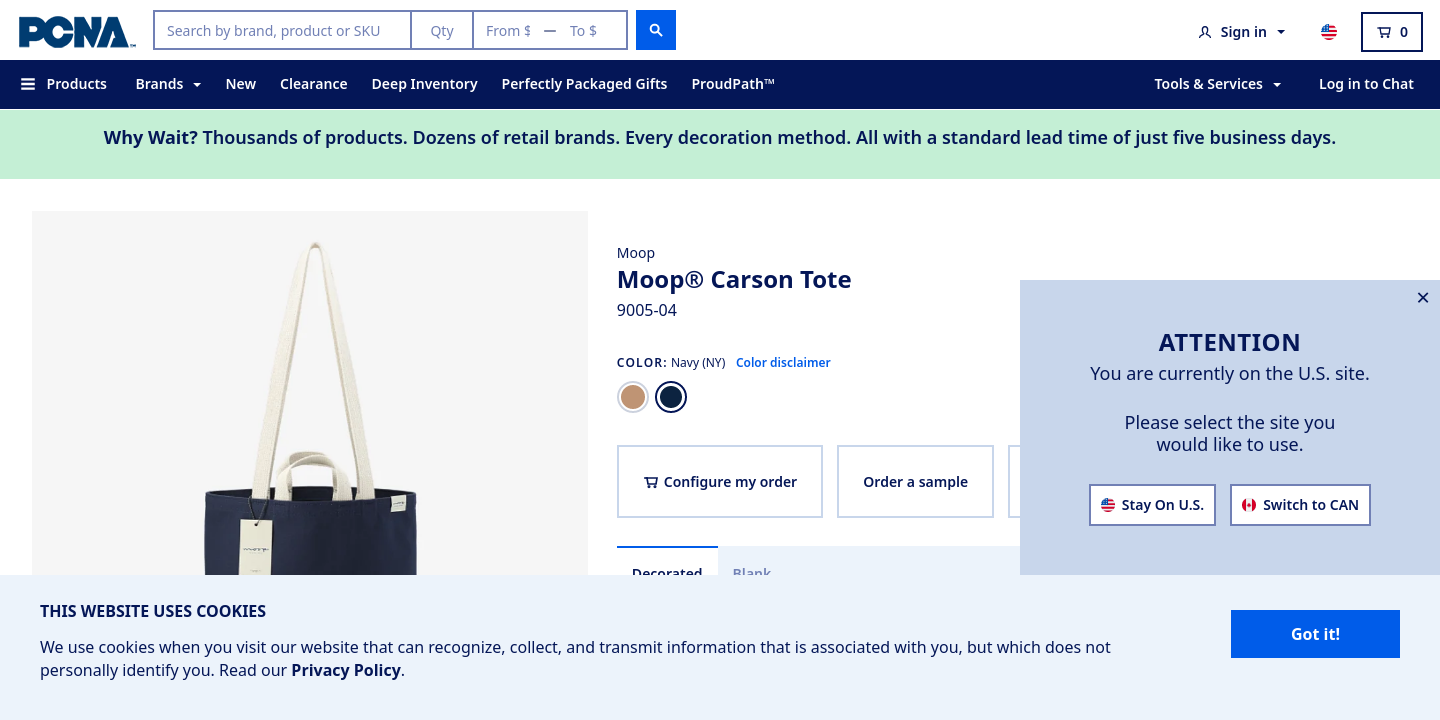 PCNA
Search by brand, product or SKU
Qty
From $ — To $
Sign in
0
Products
Brands
New
Clearance
Deep Inventory
Perfectly Packaged Gifts
ProudPath™
Tools & Services
Log in to Chat
Why Wait? Thousands of products. Dozens of retail brands. Every decoration method. All with a standard lead time of just five business days.
Moop
Moop® Carson Tote
9005-04
COLOR: Navy (NY) Color disclaimer
Configure my order
Order a sample
Decorated
Blank
ATTENTION
You are currently on the U.S. site.
Please select the site you
would like to use.
Stay On U.S.
Switch to CAN
THIS WEBSITE USES COOKIES
We use cookies when you visit our website that can recognize, collect, and transmit information that is associated with you, but which does not
personally identify you. Read our Privacy Policy.
Got it!